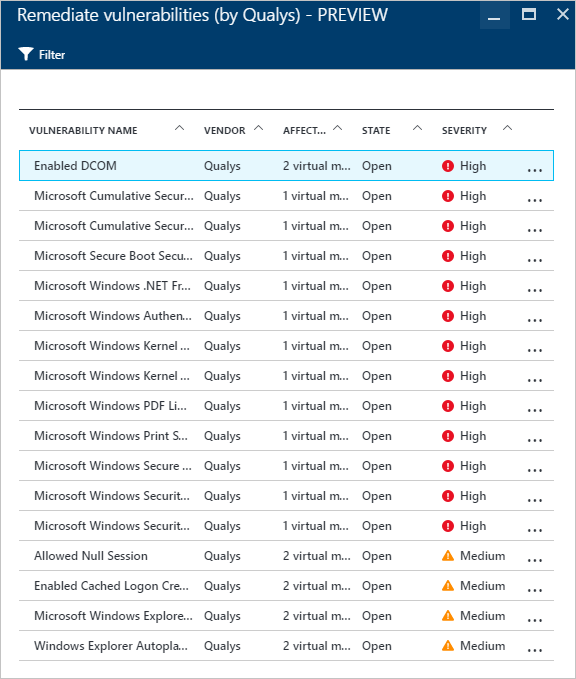 Remediate vulnerabilities (by Qualys) - PREVIEW
Filter
VULNERABILITY NAME VENDOR AFFECT... STATE SEVERITY
Enabled DCOM Qualys 2 virtual m... Open High ...
Microsoft Cumulative Secur... Qualys 1 virtual m... Open High ...
Microsoft Cumulative Secur... Qualys 1 virtual m... Open High ...
Microsoft Secure Boot Secu... Qualys 1 virtual m... Open High ...
Microsoft Windows .NET Fr... Qualys 1 virtual m... Open High ...
Microsoft Windows Authen... Qualys 1 virtual m... Open High ...
Microsoft Windows Kernel ... Qualys 1 virtual m... Open High ...
Microsoft Windows Kernel ... Qualys 1 virtual m... Open High ...
Microsoft Windows PDF Li... Qualys 1 virtual m... Open High ...
Microsoft Windows Print S... Qualys 1 virtual m... Open High ...
Microsoft Windows Secure ... Qualys 1 virtual m... Open High ...
Microsoft Windows Securit... Qualys 1 virtual m... Open High ...
Microsoft Windows Securit... Qualys 1 virtual m... Open High ...
Allowed Null Session Qualys 2 virtual m... Open Medium ...
Enabled Cached Logon Cre... Qualys 2 virtual m... Open Medium ...
Microsoft Windows Explore... Qualys 2 virtual m... Open Medium ...
Windows Explorer Autopla... Qualys 2 virtual m... Open Medium ...